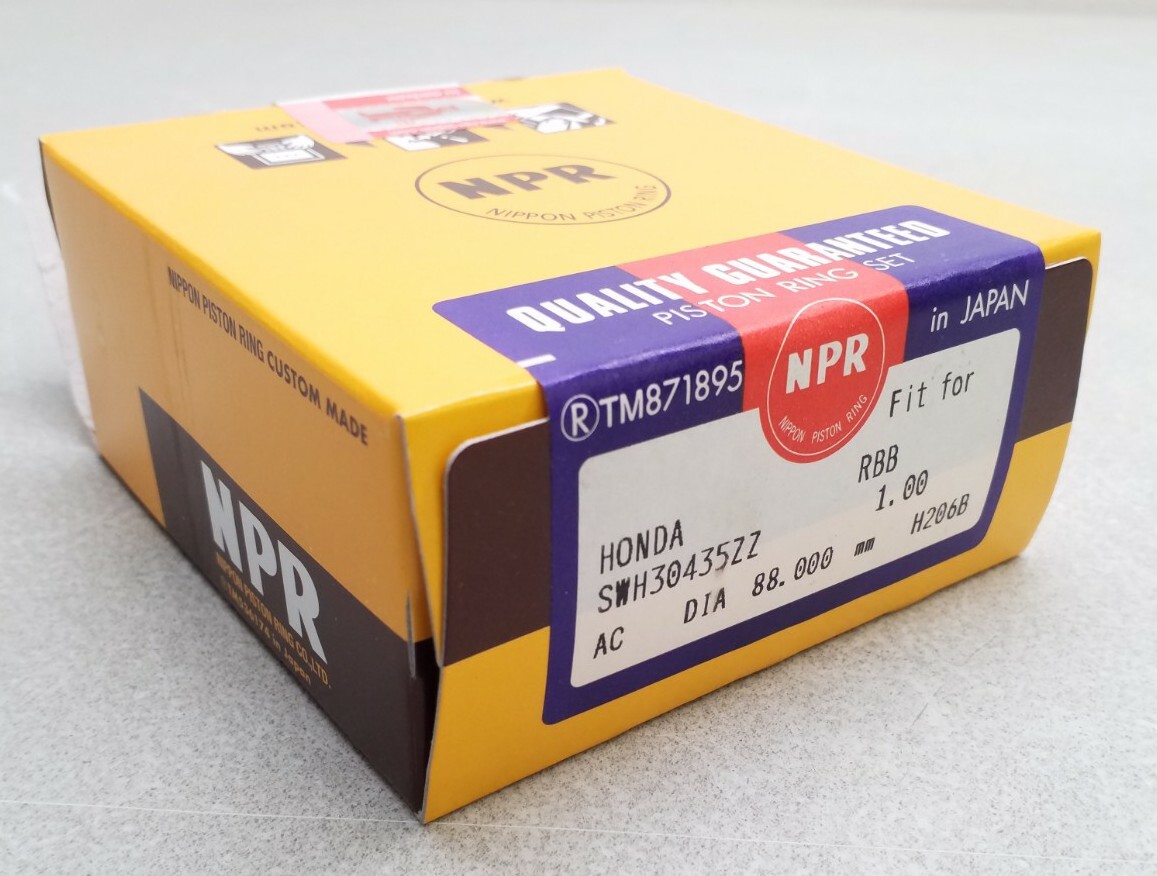 NPR
NIPPON PISTON RING
QUALITY GUARANTEED
PISTON RING SET
in JAPAN
®TM871895
NPR
NIPPON PISTON RING
Fit for
RBB
1.00
HONDA
SWH30435ZZ
H206B
AC DIA 88.000 mm
NIPPON PISTON RING CUSTOM MADE
NPR
NIPPON PISTON RING CO.,LTD.
in Japan